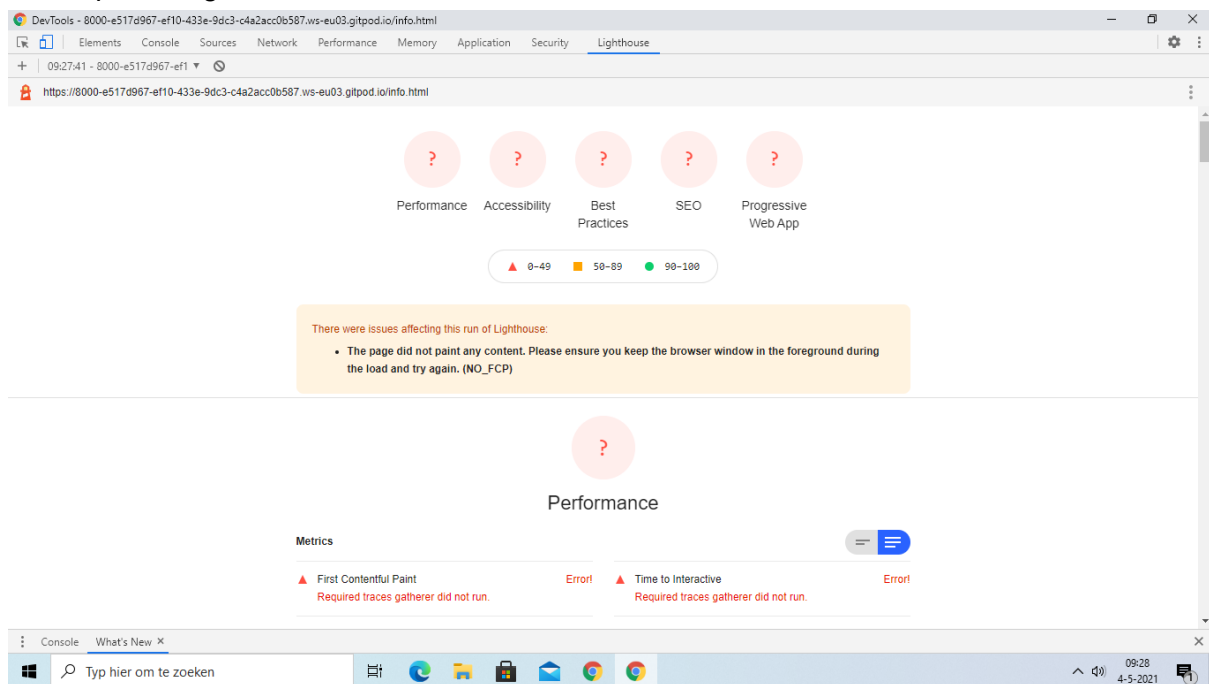 DevTools - 8000-e517d967-ef10-433e-9dc3-c4a2acc0b587.ws-eu03.gitpod.io/info.html
Elements Console Sources Network Performance Memory Application Security Lighthouse
09:27:41 - 8000-e517d967-ef1
https://8000-e517d967-ef10-433e-9dc3-c4a2acc0b587.ws-eu03.gitpod.io/info.html
? ? ? ? ?
Performance Accessibility Best Practices SEO Progressive Web App
0-49 50-89 90-100
There were issues affecting this run of Lighthouse:
• The page did not paint any content. Please ensure you keep the browser window in the foreground during
the load and try again. (NO_FCP)
?
Performance
Metrics
First Contentful Paint Error! Time to Interactive Error!
Required traces gatherer did not run. Required traces gatherer did not run.
Console What's New ×
Typ hier om te zoeken 09:28
4-5-2021
1